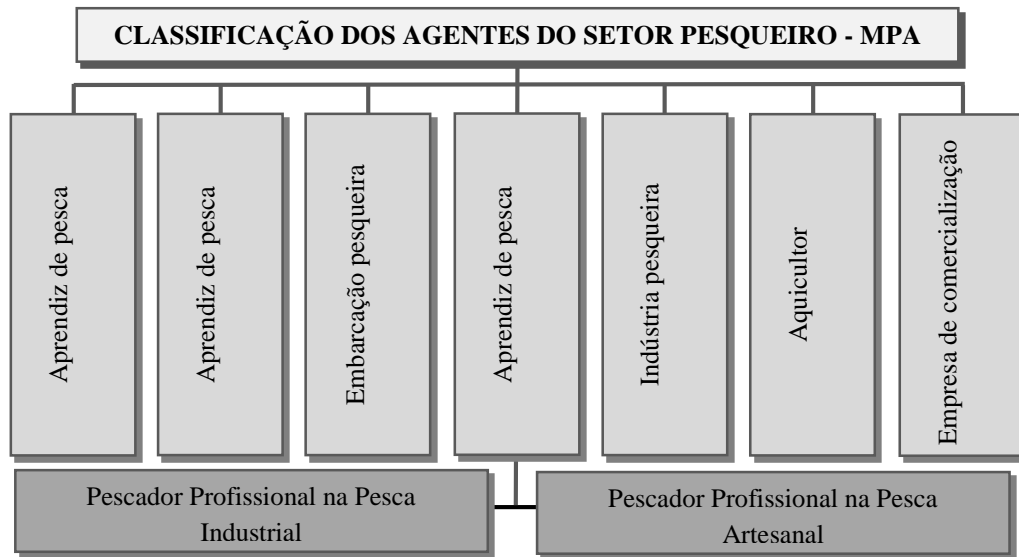 CLASSIFICAÇÃO DOS AGENTES DO SETOR PESQUEIRO - MPA
Aprendiz de pesca
Aprendiz de pesca
Embarcação pesqueira
Aprendiz de pesca
Indústria pesqueira
Aquicultor
Empresa de comercialização
Pescador Profissional na Pesca
Industrial
Pescador Profissional na Pesca
Artesanal